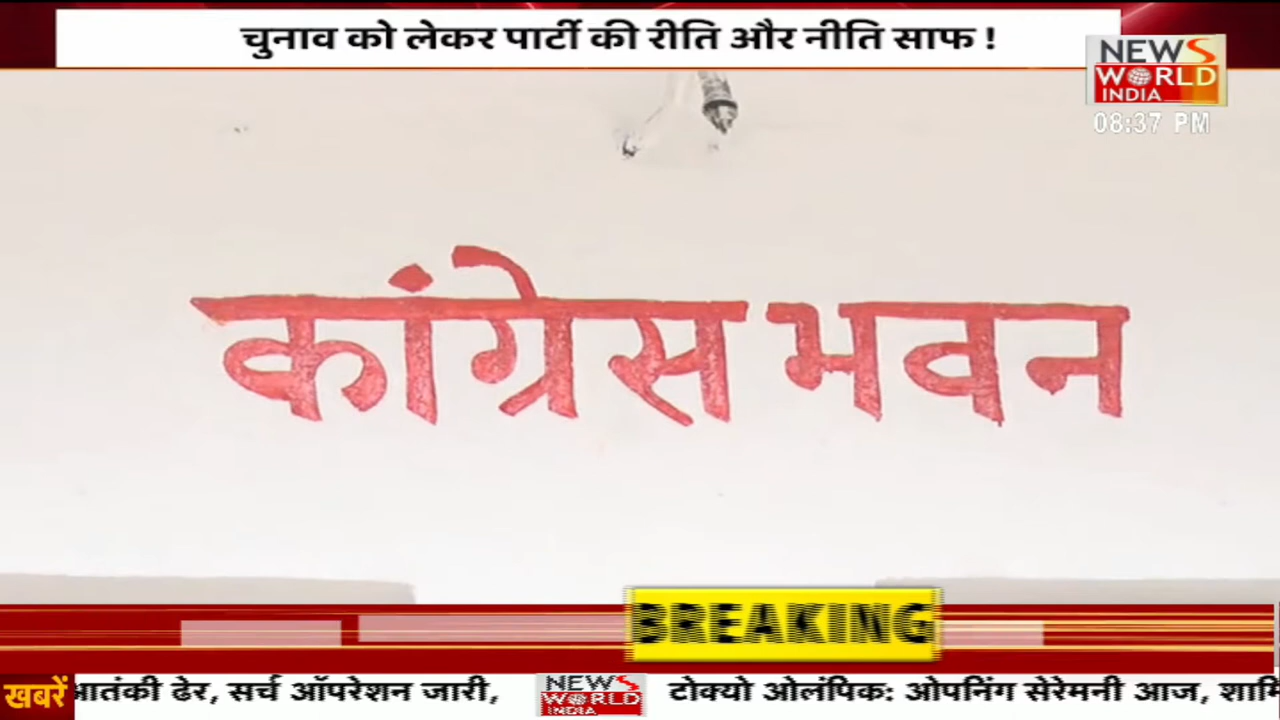 चुनाव को लेकर पार्टी की रीति और नीति साफ !
NEWS
WORLD
INDIA
08:37 PM
कांग्रेस भवन
BREAKING
खबरें
आतंकी ढेर, सर्च ऑपरेशन जारी,
NEWS
WORLD
INDIA
टोक्यो ओलंपिक: ओपनिंग सेरेमनी आज,